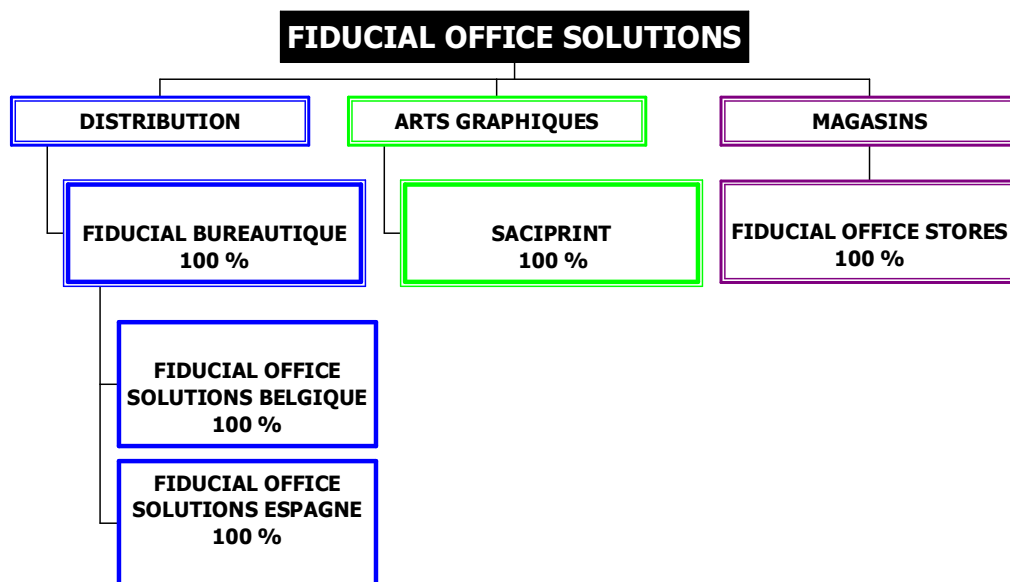 FIDUCIAL OFFICE SOLUTIONS
DISTRIBUTION
ARTS GRAPHIQUES
MAGASINS
FIDUCIAL BUREAUTIQUE
100 %
SACIPRINT
100 %
FIDUCIAL OFFICE STORES
100 %
FIDUCIAL OFFICE
SOLUTIONS BELGIQUE
100 %
FIDUCIAL OFFICE
SOLUTIONS ESPAGNE
100 %